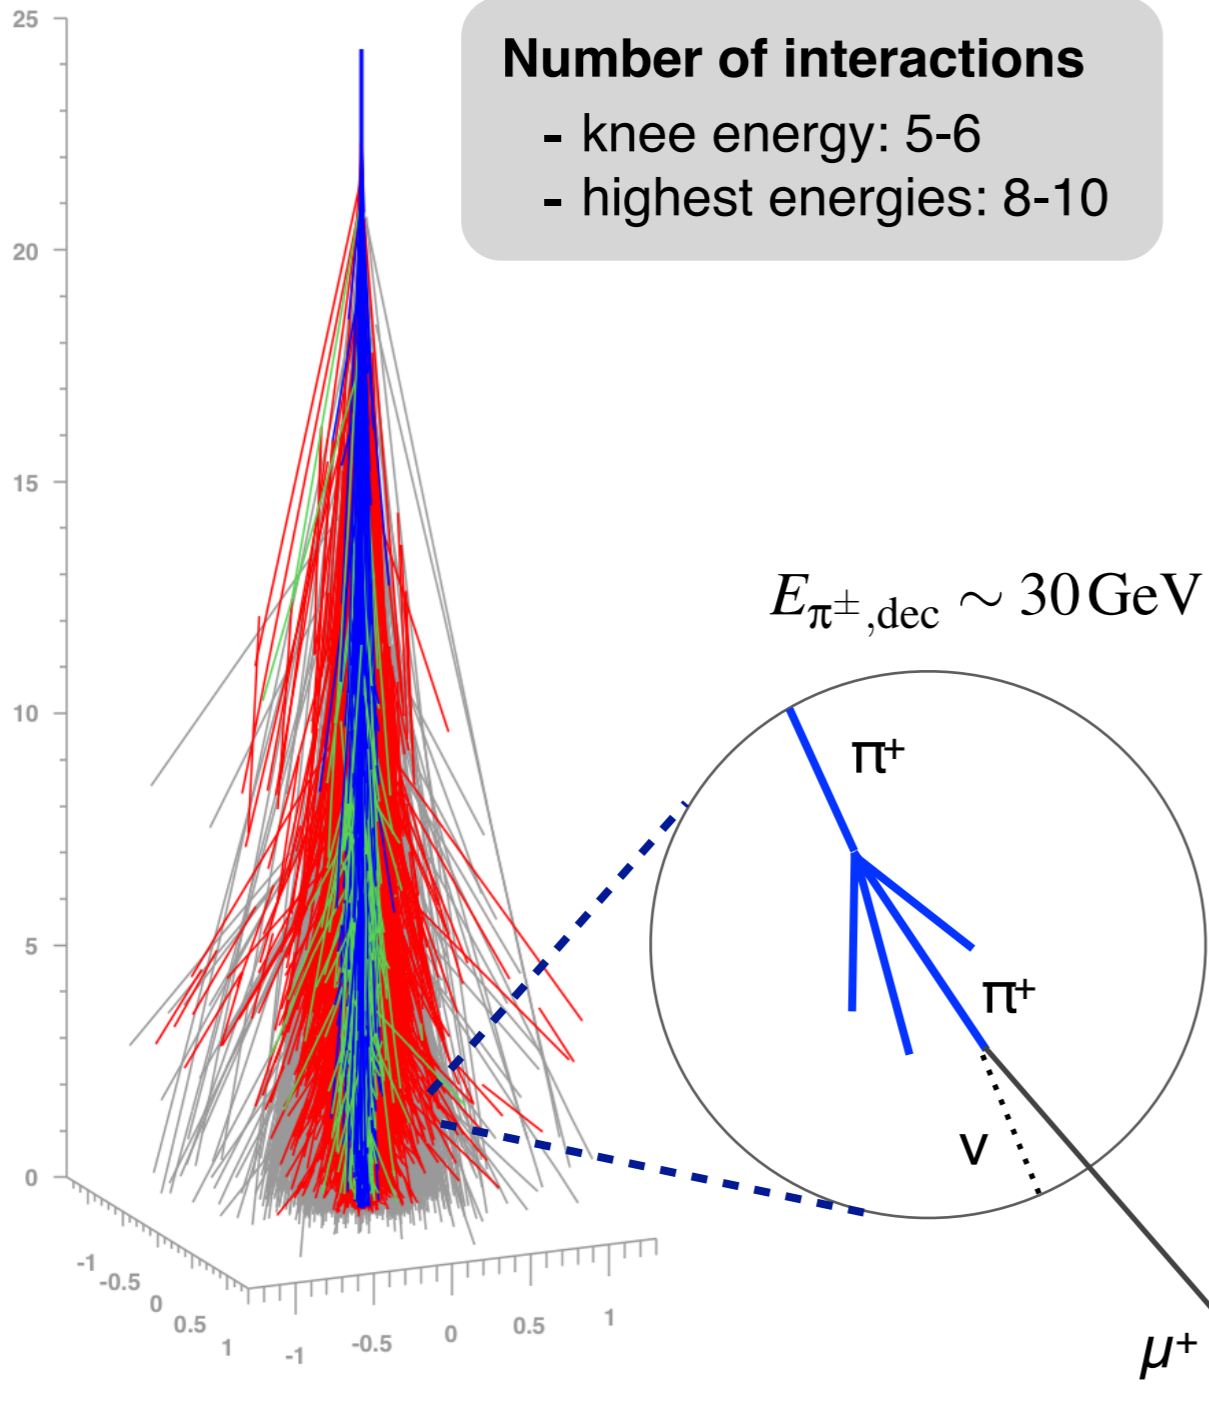 Number of interactions
- knee energy: 5-6
- highest energies: 8-10
25
20
15
10
5
0
E_{π±,dec} ∼ 30 GeV
π⁺
π⁺
ν
μ⁺
-1
-0.5
0
0.5
1
-1
-0.5
0
0.5
1